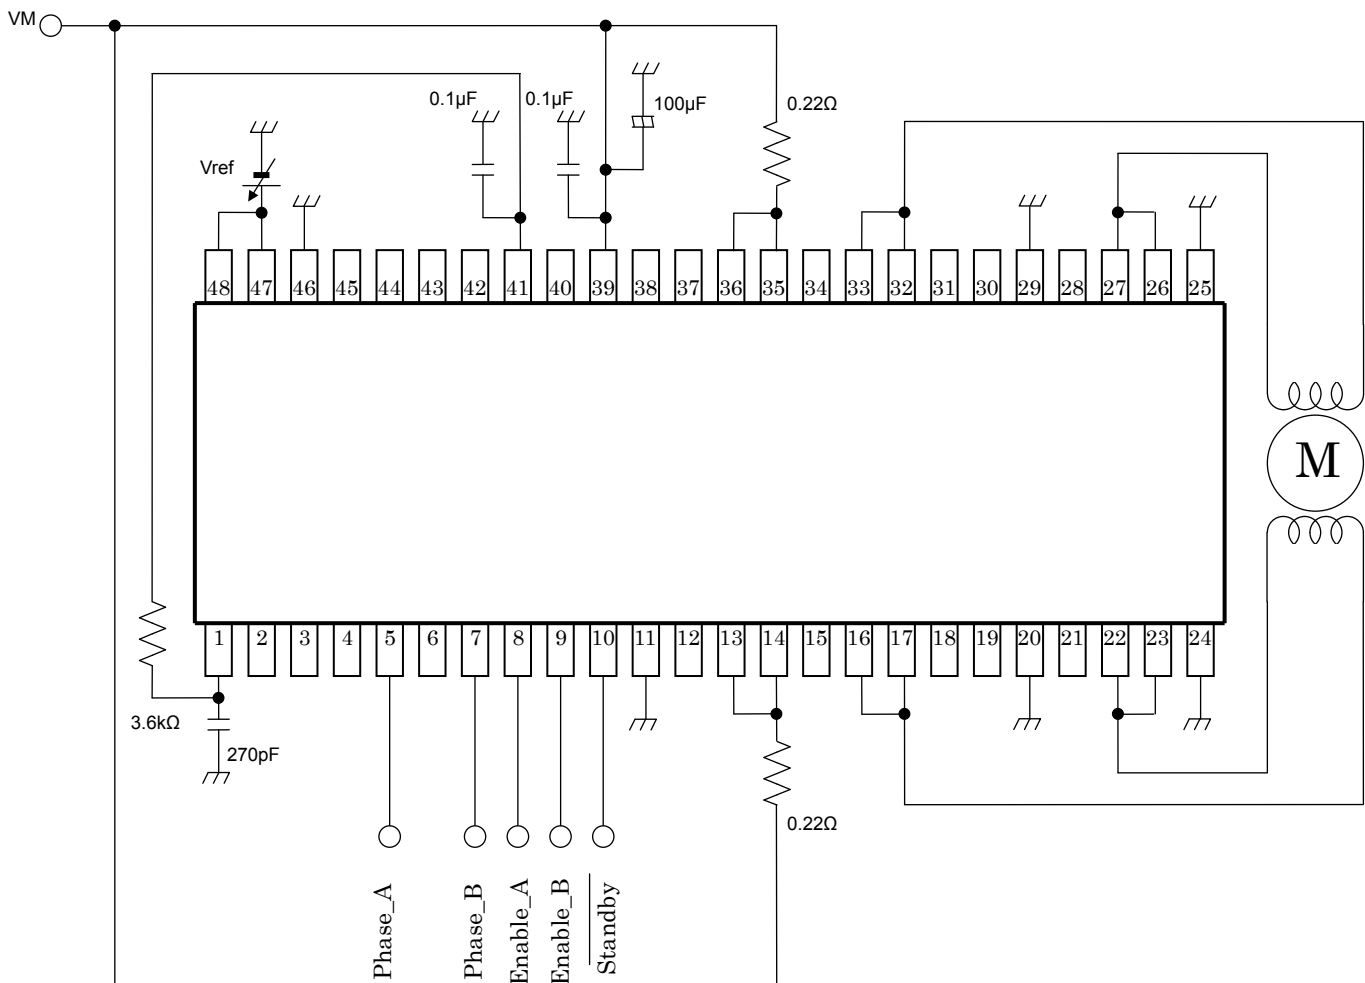 VM
0.1µF 0.1µF 100µF 0.22Ω
Vref
48 47 46 45 44 43 42 41 40 39 38 37 36 35 34 33 32 31 30 29 28 27 26 25
M
1 2 3 4 5 6 7 8 9 10 11 12 13 14 15 16 17 18 19 20 21 22 23 24
3.6kΩ
270pF
0.22Ω
Phase_A
Phase_B
Enable_A
Enable_B
Standby